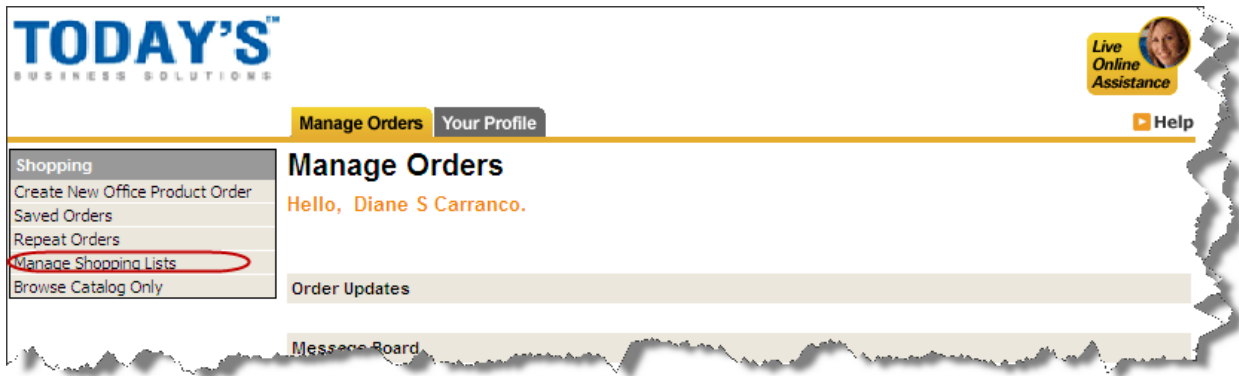 TODAY'S™
BUSINESS SOLUTIONS
Live
Online
Assistance
Manage Orders
Your Profile
Help
Shopping
Create New Office Product Order
Saved Orders
Repeat Orders
Manage Shopping Lists
Browse Catalog Only
Manage Orders
Hello, Diane S Carranco.
Order Updates
Message Board